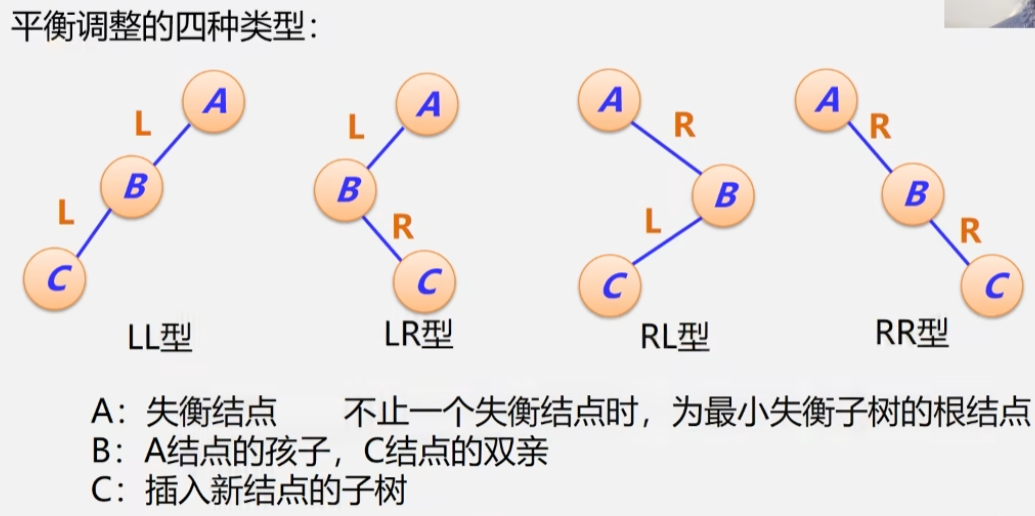 平衡调整的四种类型：
A A A A
L L R R
B B B B
L R L R
C C C C
LL型 LR型 RL型 RR型
A：失衡结点 不止一个失衡结点时，为最小失衡子树的根结点
B：A结点的孩子，C结点的双亲
C：插入新结点的子树